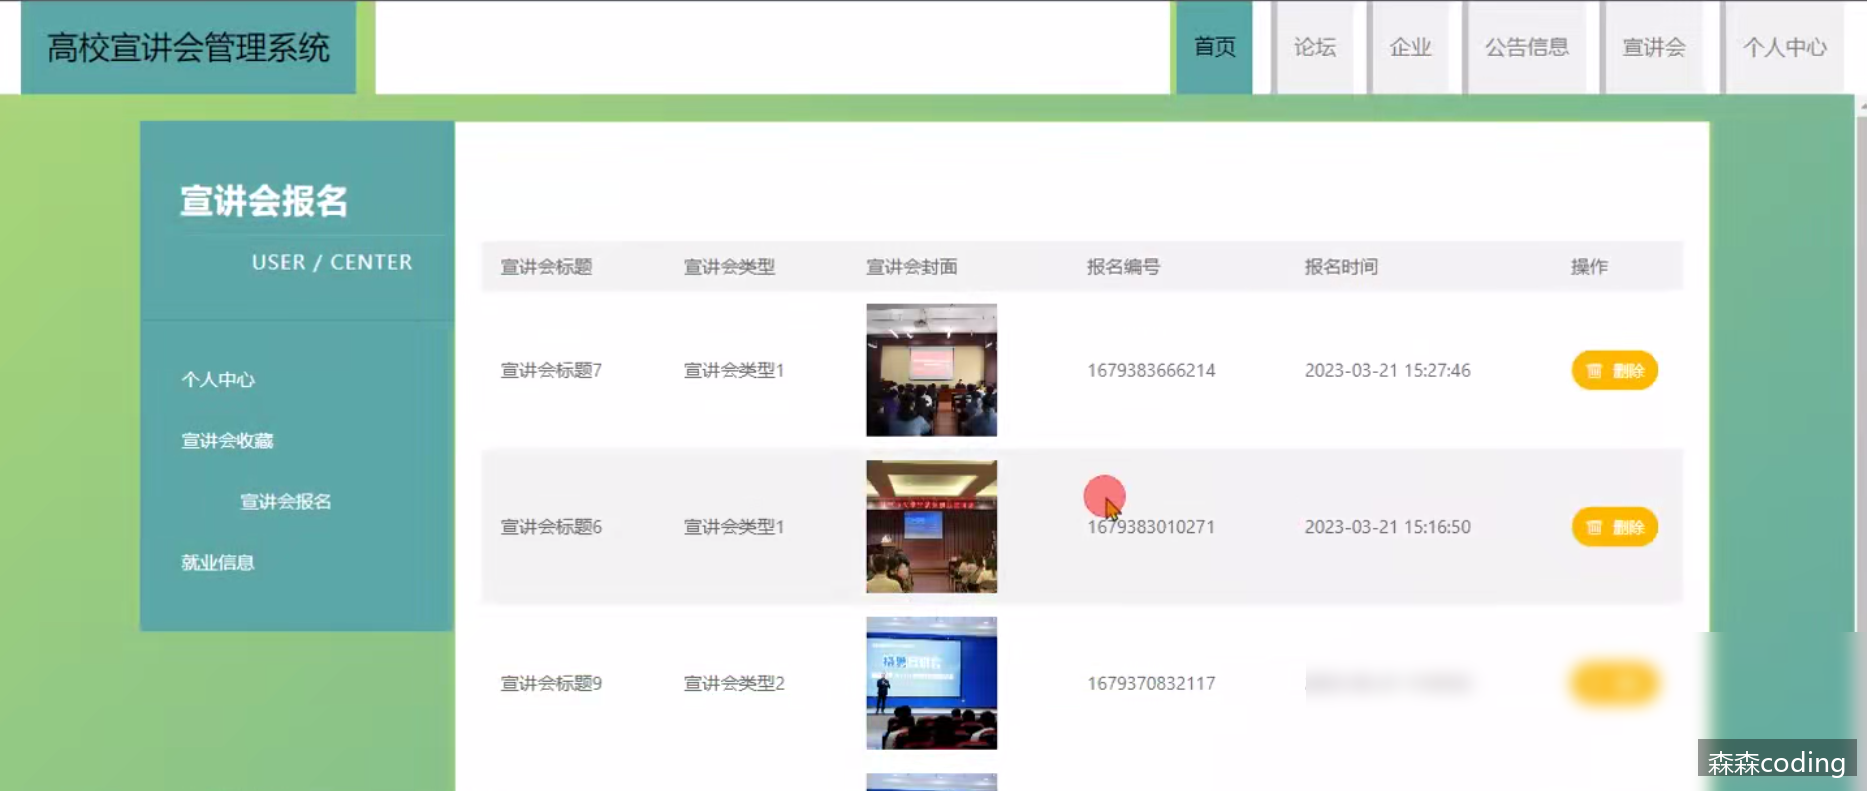 高校宣讲会管理系统
首页 论坛 企业 公告信息 宣讲会 个人中心
宣讲会报名
USER / CENTER
个人中心
宣讲会收藏
宣讲会报名
就业信息
宣讲会标题 宣讲会类型 宣讲会封面 报名编号 报名时间 操作
宣讲会标题7 宣讲会类型1 1679383666214 2023-03-21 15:27:46 删除
宣讲会标题6 宣讲会类型1 1679383010271 2023-03-21 15:16:50 删除
宣讲会标题9 宣讲会类型2 1679370832117
森森coding